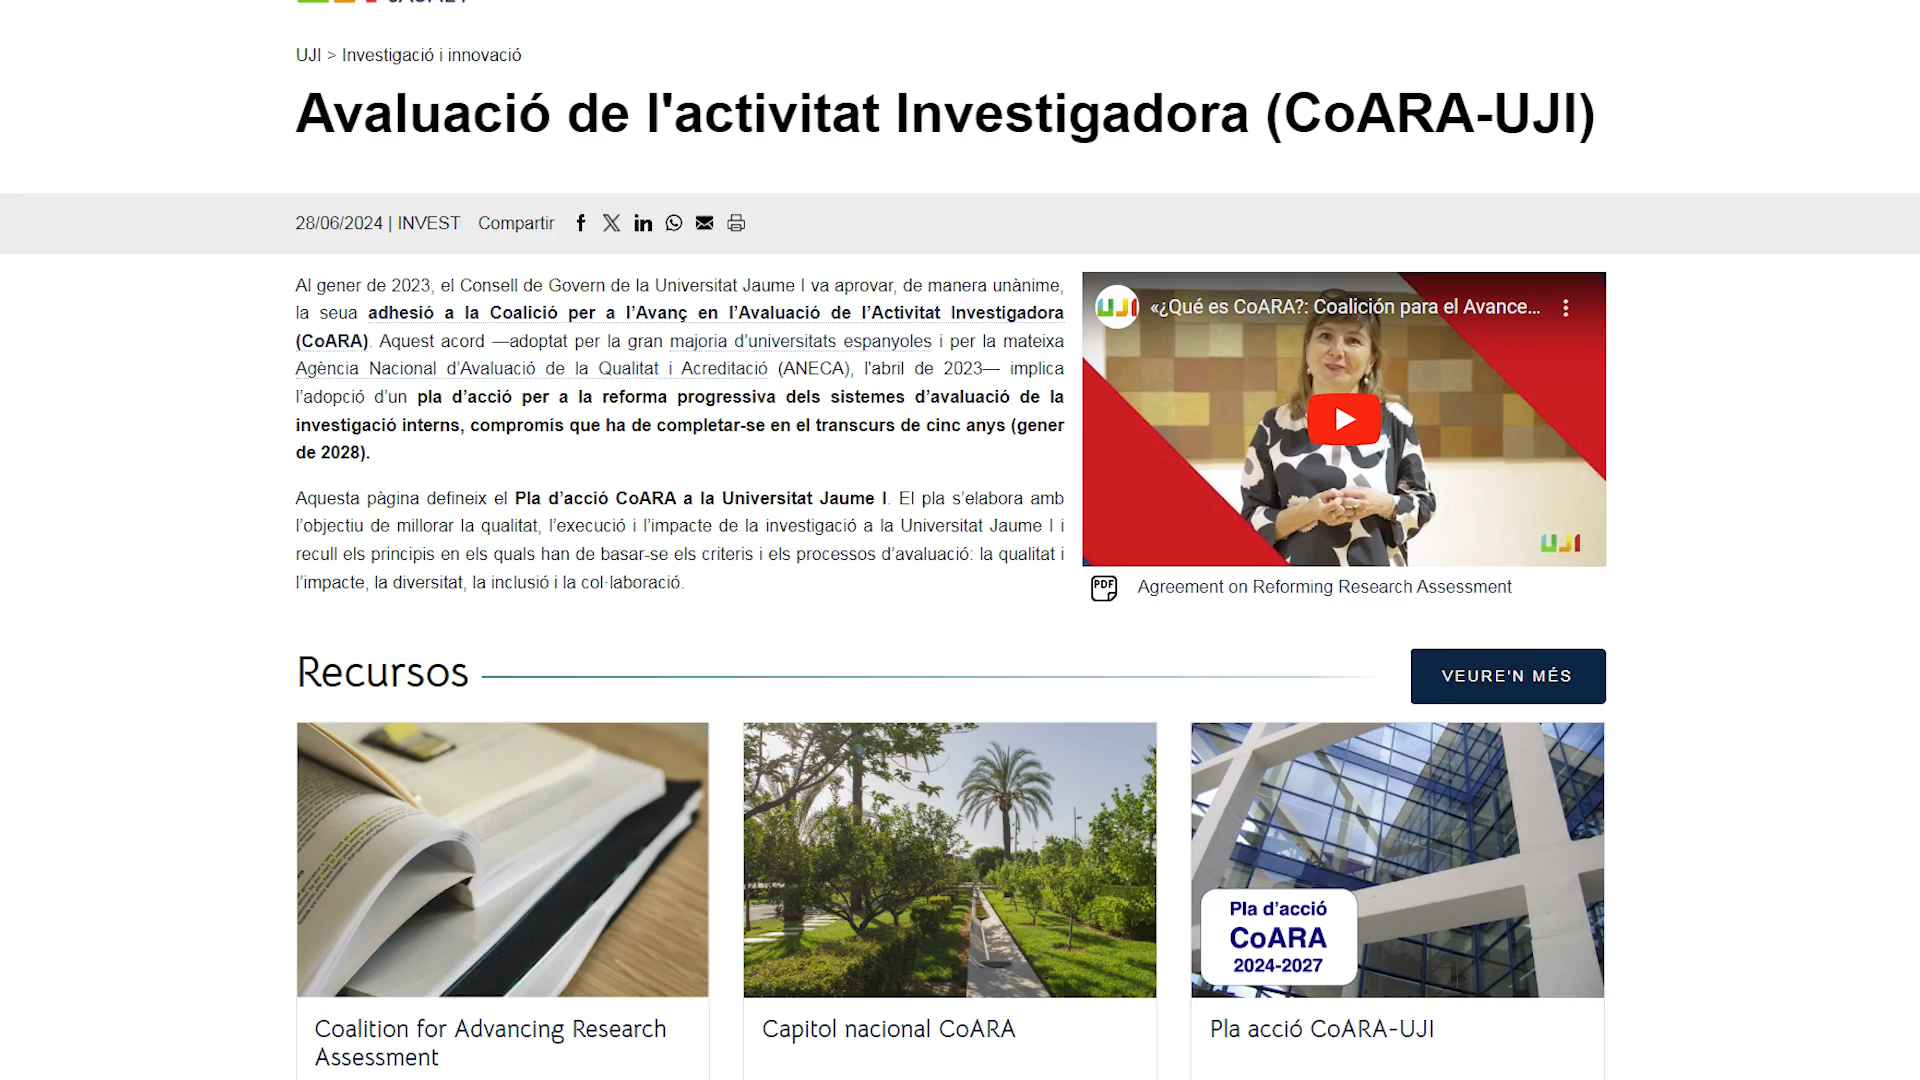 UJI > Investigació i innovació
Avaluació de l'activitat Investigadora (CoARA-UJI)
28/06/2024 | INVEST Compartir
Al gener de 2023, el Consell de Govern de la Universitat Jaume I va aprovar, de manera unànime,
la seua adhesió a la Coalició per a l’Avanç en l’Avaluació de l’Activitat Investigadora
(CoARA). Aquest acord —adoptat per la gran majoria d’universitats espanyoles i per la mateixa
Agència Nacional d’Avaluació de la Qualitat i Acreditació (ANECA), l'abril de 2023— implica
l’adopció d’un pla d’acció per a la reforma progressiva dels sistemes d’avaluació de la
investigació interns, compromís que ha de completar-se en el transcurs de cinc anys (gener
de 2028).
Aquesta pàgina defineix el Pla d’acció CoARA a la Universitat Jaume I. El pla s’elabora amb
l’objectiu de millorar la qualitat, l’execució i l’impacte de la investigació a la Universitat Jaume I i
recull els principis en els quals han de basar-se els criteris i els processos d’avaluació: la qualitat i
l’impacte, la diversitat, la inclusió i la col·laboració.
UJI «¿Qué es CoARA?: Coalición para el Avance...
UJI
PDF Agreement on Reforming Research Assessment
Recursos
VEURE'N MÉS
Pla d’acció
CoARA
2024-2027
Coalition for Advancing Research
Assessment
Capitol nacional CoARA
Pla acció CoARA-UJI